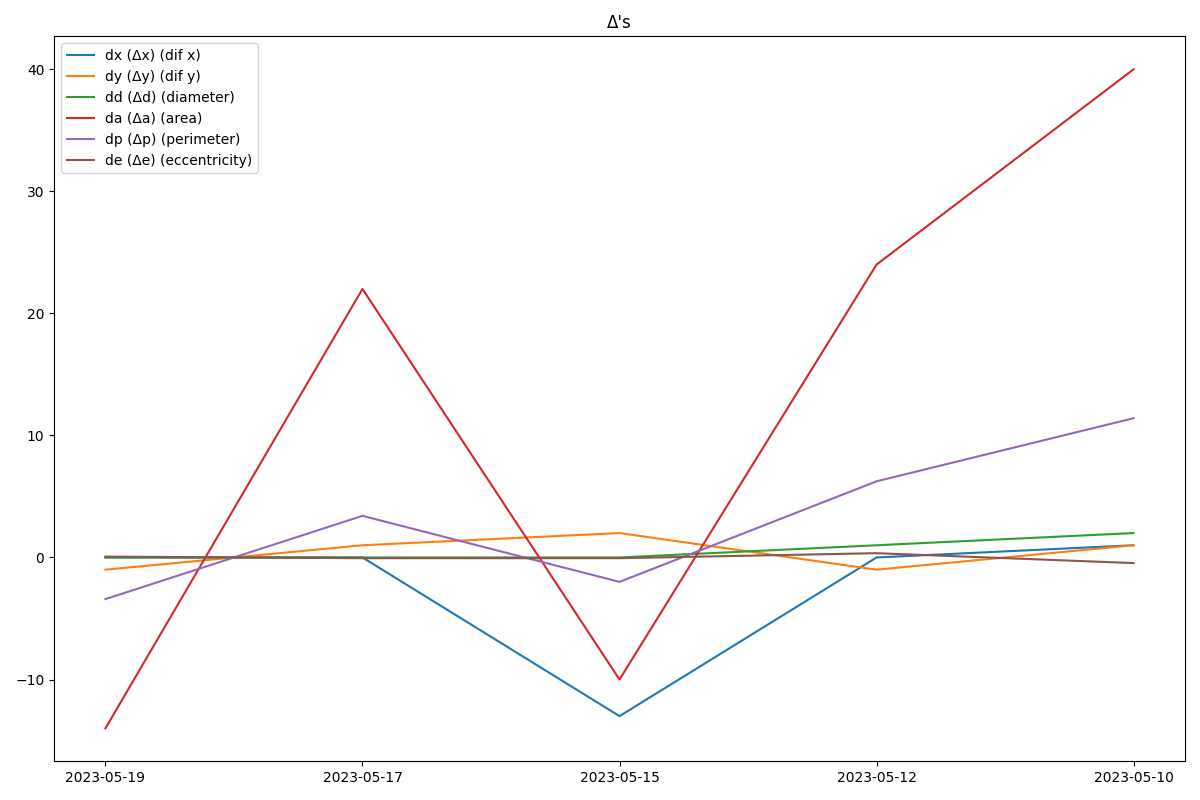 Δ's
dx (Δx) (dif x)
dy (Δy) (dif y)
dd (Δd) (diameter)
da (Δa) (area)
dp (Δp) (perimeter)
de (Δe) (eccentricity)
40
30
20
10
0
−10
2023-05-19 2023-05-17 2023-05-15 2023-05-12 2023-05-10